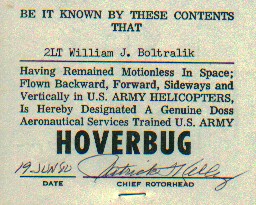 BE IT KNOWN BY THESE CONTENTS
THAT
2LT William J. Boltralik
Having Remained Motionless In Space;
Flown Backward, Forward, Sideways and
Vertically in U.S. ARMY HELICOPTERS,
Is Hereby Designated A Genuine Doss
Aeronautical Services Trained U.S. ARMY
HOVERBUG
DATE CHIEF ROTORHEAD